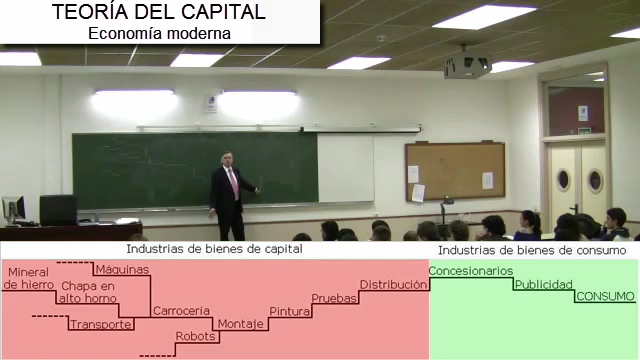 TEORÍA DEL CAPITAL
Economía moderna
Industrias de bienes de capital
Industrias de bienes de consumo
Mineral
de hierro
Máquinas
Chapa en
alto horno
Transporte
Carrocería
Robots
Montaje
Pintura
Pruebas
Distribución
Concesionarios
Publicidad
CONSUMO